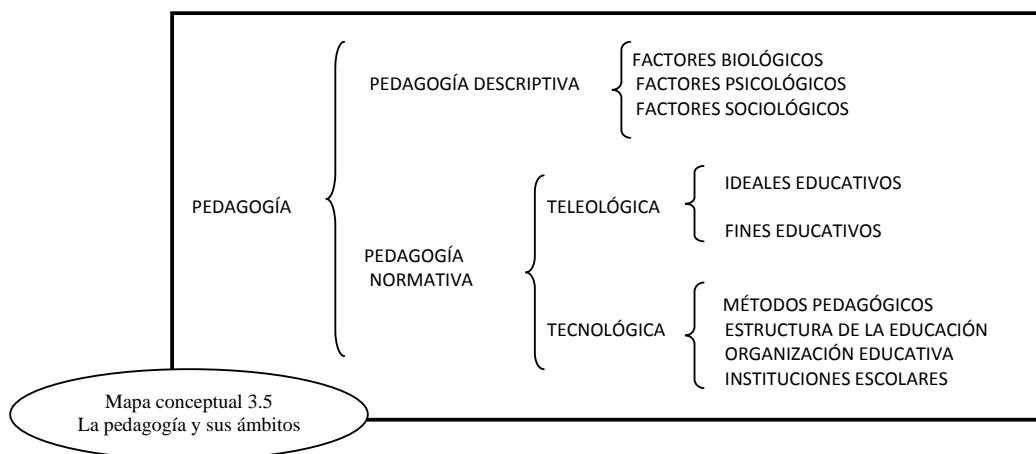 FACTORES BIOLÓGICOS
PEDAGOGÍA DESCRIPTIVA
FACTORES PSICOLÓGICOS
FACTORES SOCIOLÓGICOS
PEDAGOGÍA
PEDAGOGÍA
NORMATIVA
TELEOLÓGICA
IDEALES EDUCATIVOS
FINES EDUCATIVOS
TECNOLÓGICA
MÉTODOS PEDAGÓGICOS
ESTRUCTURA DE LA EDUCACIÓN
ORGANIZACIÓN EDUCATIVA
INSTITUCIONES ESCOLARES
Mapa conceptual 3.5
La pedagogía y sus ámbitos